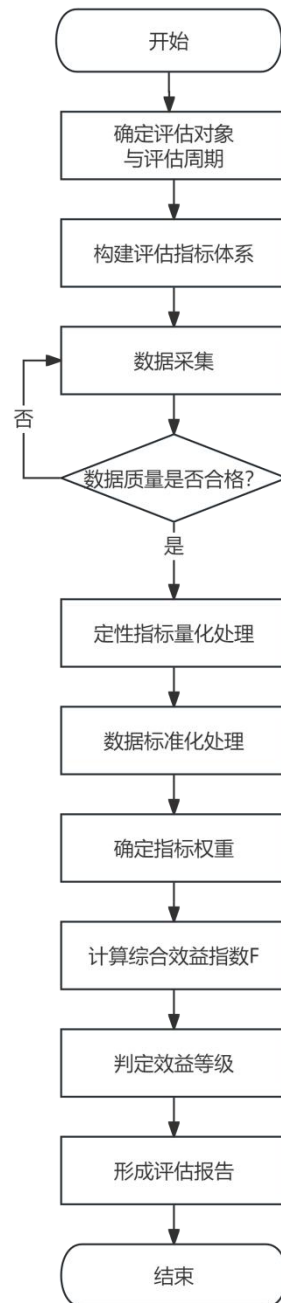 开始
确定评估对象
与评估周期
构建评估指标体系
数据采集
否
数据质量是否合格?
是
定性指标量化处理
数据标准化处理
确定指标权重
计算综合效益指数F
判定效益等级
形成评估报告
结束